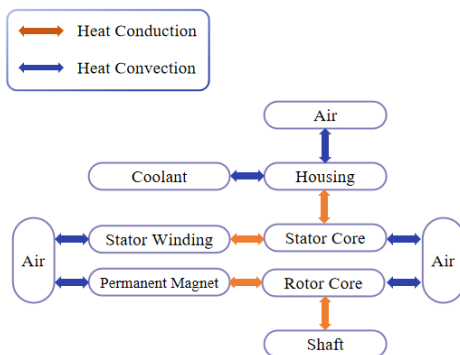 Heat Conduction
Heat Convection
Air
Coolant
Housing
Stator Winding
Stator Core
Air
Air
Permanent Magnet
Rotor Core
Shaft